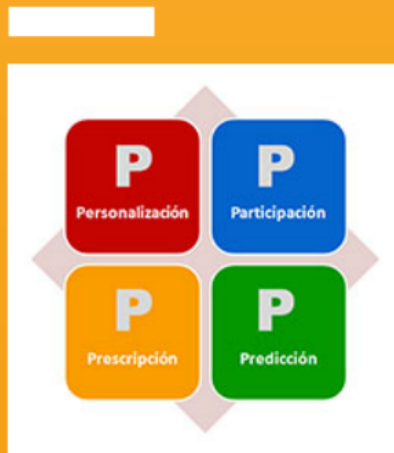 P
Personalización
P
Participación
P
Prescripción
P
Predicción